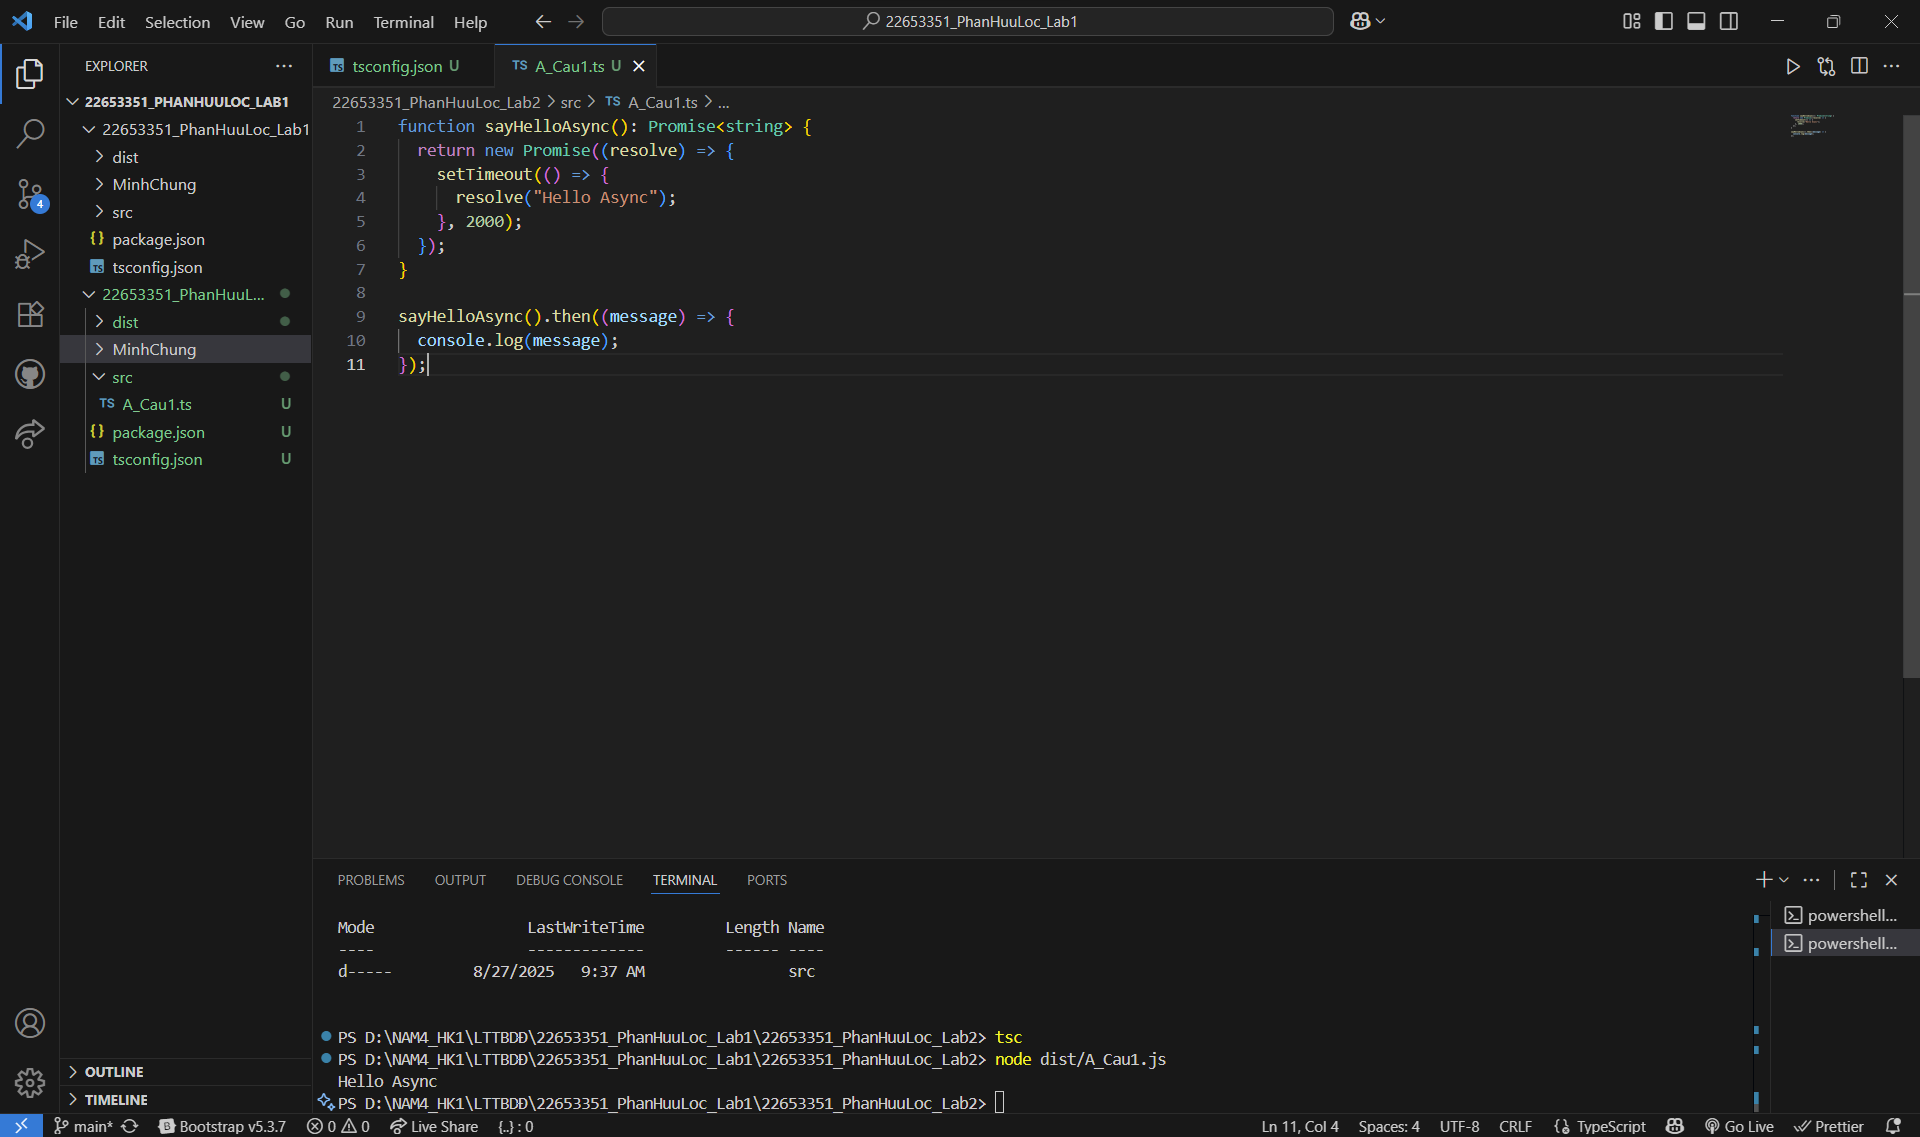 File Edit Selection View Go Run Terminal Help
22653351_PhanHuuLoc_Lab1
EXPLORER
22653351_PHANHUULOC_LAB1
22653351_PhanHuuLoc_Lab1
dist
MinhChung
src
{} package.json
TS tsconfig.json
22653351_PhanHuuL...
dist
MinhChung
src
TS A_Cau1.ts U
{} package.json U
TS tsconfig.json U
OUTLINE
TIMELINE
4
TS tsconfig.json U
TS A_Cau1.ts U
22653351_PhanHuuLoc_Lab2 > src > TS A_Cau1.ts > ...
1 function sayHelloAsync(): Promise<string> {
2 return new Promise((resolve) => {
3 setTimeout(() => {
4 resolve("Hello Async");
5 }, 2000);
6 });
7 }
8
9 sayHelloAsync().then((message) => {
10 console.log(message);
11 });
PROBLEMS OUTPUT DEBUG CONSOLE TERMINAL PORTS
Mode LastWriteTime Length Name
---- ------------- ------ ----
d----- 8/27/2025 9:37 AM src
PS D:\NAM4_HK1\LTTBDĐ\22653351_PhanHuuLoc_Lab1\22653351_PhanHuuLoc_Lab2> tsc
PS D:\NAM4_HK1\LTTBDĐ\22653351_PhanHuuLoc_Lab1\22653351_PhanHuuLoc_Lab2> node dist/A_Cau1.js
Hello Async
PS D:\NAM4_HK1\LTTBDĐ\22653351_PhanHuuLoc_Lab1\22653351_PhanHuuLoc_Lab2>
powershell...
powershell...
main* Bootstrap v5.3.7 0 0 Live Share {..} : 0 Ln 11, Col 4 Spaces: 4 UTF-8 CRLF TypeScript Go Live Prettier